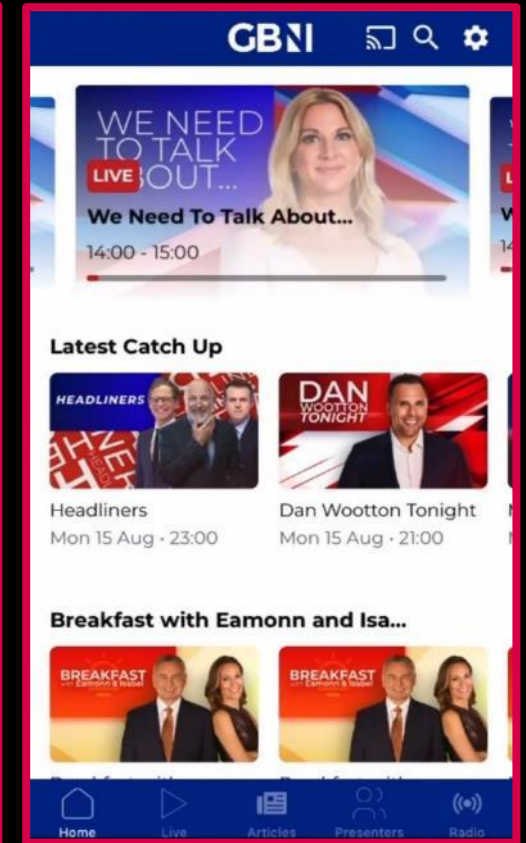 GBN
WE NEED
TO TALK
LIVE
We Need To Talk About...
14:00 - 15:00
Latest Catch Up
HEADLINERS
DAN
WOOTTON
TONIGHT
Headliners
Dan Wootton Tonight
Mon 15 Aug · 23:00
Mon 15 Aug · 21:00
Breakfast with Eamonn and Isa...
BREAKFAST
with Eamonn & Isabel
BREAKFAST
with Eamonn & Isabel
Home
Live
Articles
Presenters
Radio